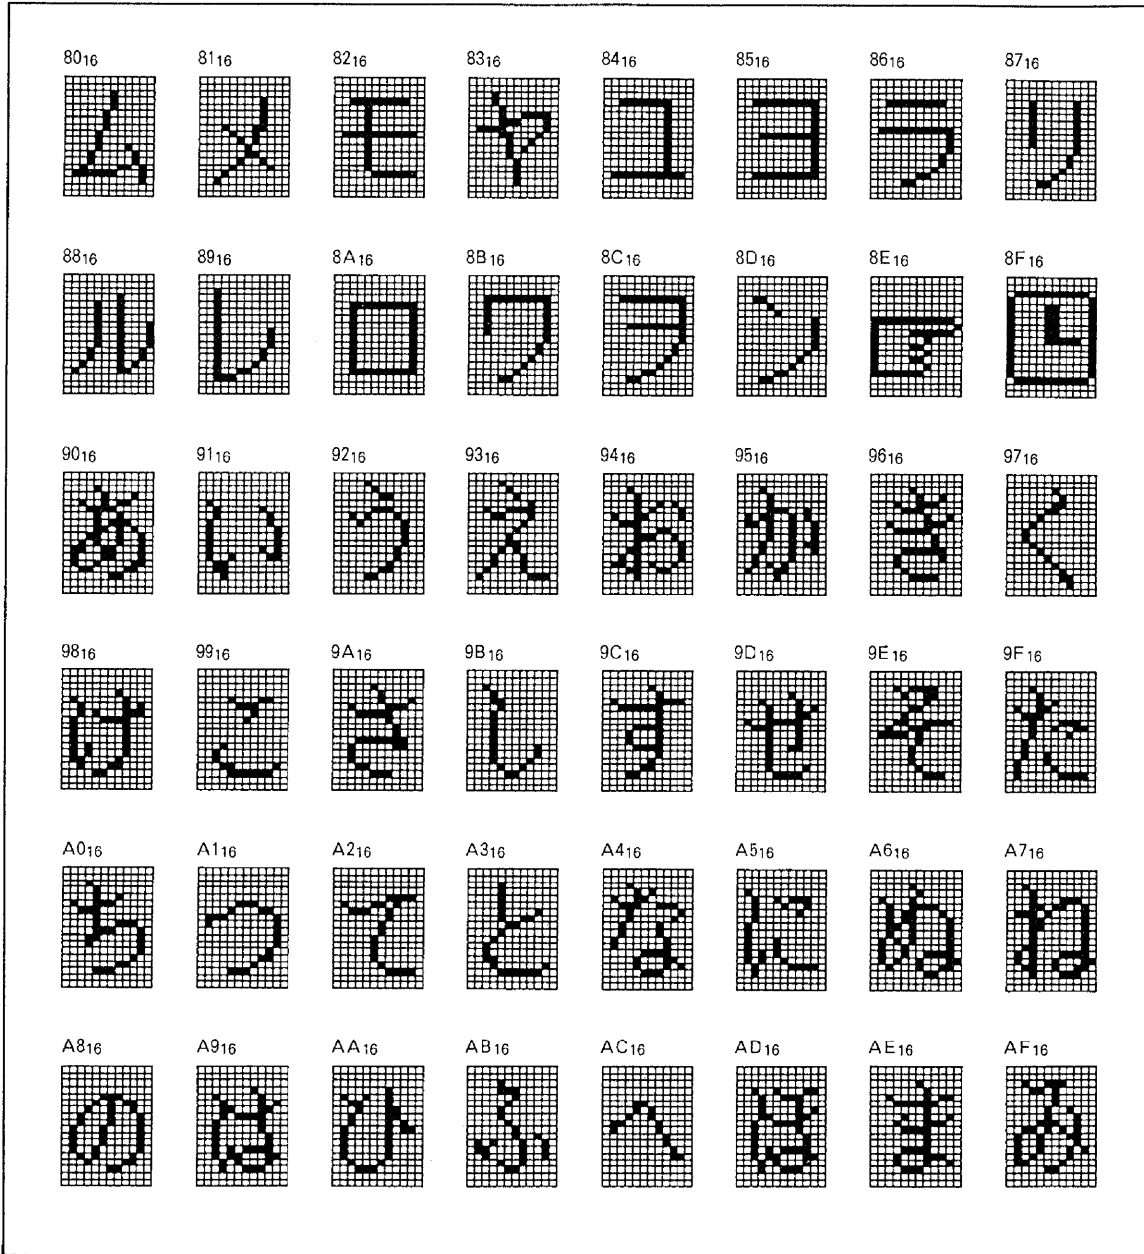 80₁₆ 81₁₆ 82₁₆ 83₁₆ 84₁₆ 85₁₆ 86₁₆ 87₁₆
ム メ モ ヤ ユ ヨ ラ リ
88₁₆ 89₁₆ 8A₁₆ 8B₁₆ 8C₁₆ 8D₁₆ 8E₁₆ 8F₁₆
ル レ ロ ワ ヲ ン
90₁₆ 91₁₆ 92₁₆ 93₁₆ 94₁₆ 95₁₆ 96₁₆ 97₁₆
あ い う え お か き く
98₁₆ 99₁₆ 9A₁₆ 9B₁₆ 9C₁₆ 9D₁₆ 9E₁₆ 9F₁₆
け こ さ し す せ そ た
A0₁₆ A1₁₆ A2₁₆ A3₁₆ A4₁₆ A5₁₆ A6₁₆ A7₁₆
ち つ て と な に ぬ ね
A8₁₆ A9₁₆ AA₁₆ AB₁₆ AC₁₆ AD₁₆ AE₁₆ AF₁₆
の は ひ ふ へ ほ ま み